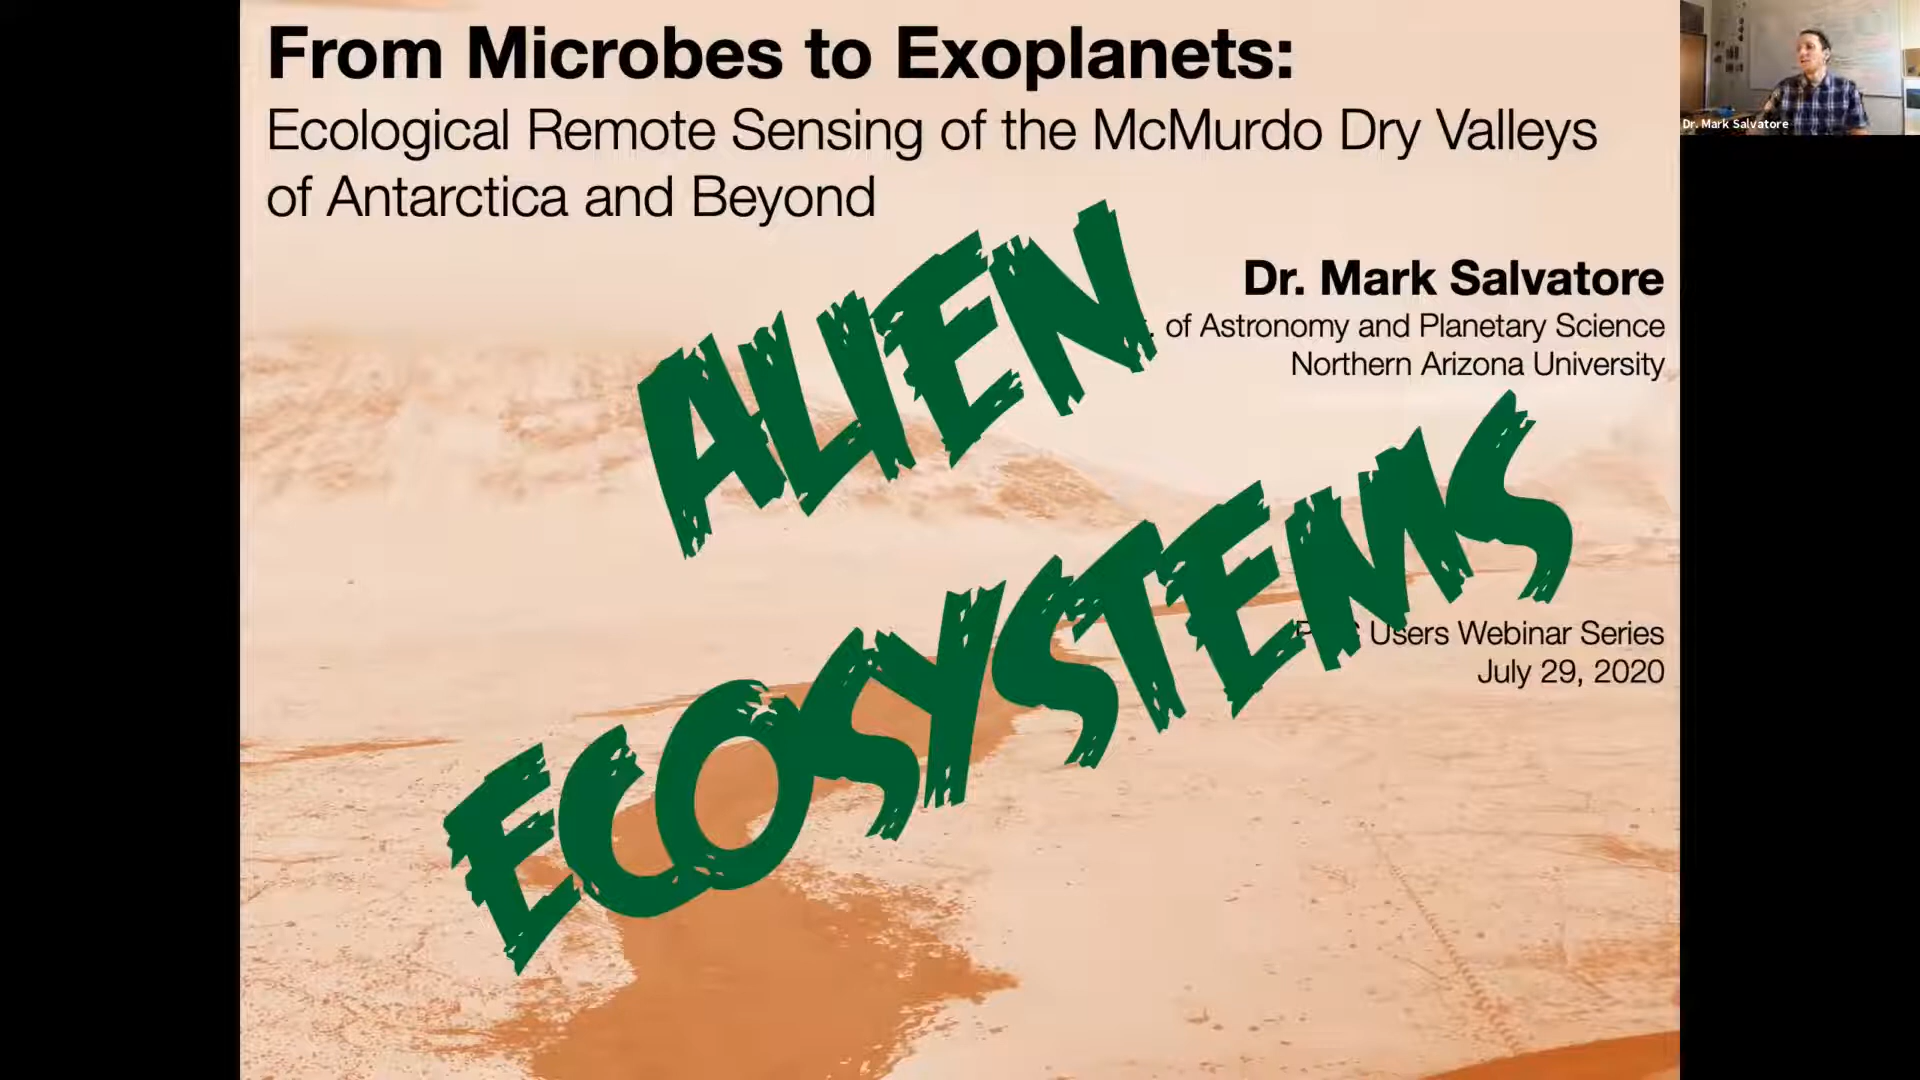 From Microbes to Exoplanets:
Ecological Remote Sensing of the McMurdo Dry Valleys
of Antarctica and Beyond
Dr. Mark Salvatore
of Astronomy and Planetary Science
Northern Arizona University
ALIEN
ECOSYSTEMS
Users Webinar Series
July 29, 2020
Dr. Mark Salvatore